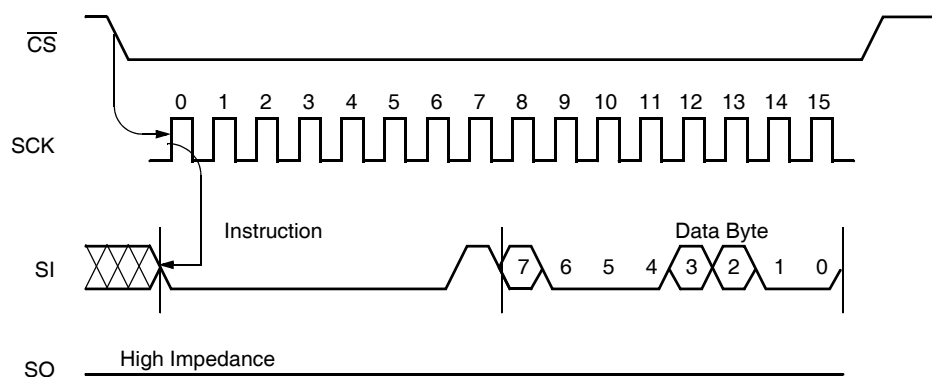 CS
0 1 2 3 4 5 6 7 8 9 10 11 12 13 14 15
SCK
Instruction
Data Byte
SI
7 6 5 4 3 2 1 0
High Impedance
SO